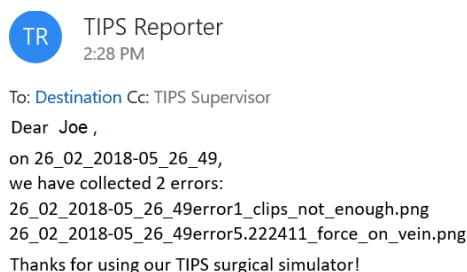 TR
TIPS Reporter
2:28 PM
To: Destination Cc: TIPS Supervisor
Dear Joe ,
on 26_02_2018-05_26_49,
we have collected 2 errors:
26_02_2018-05_26_49error1_clips_not_enough.png
26_02_2018-05_26_49error5.222411_force_on_vein.png
Thanks for using our TIPS surgical simulator!